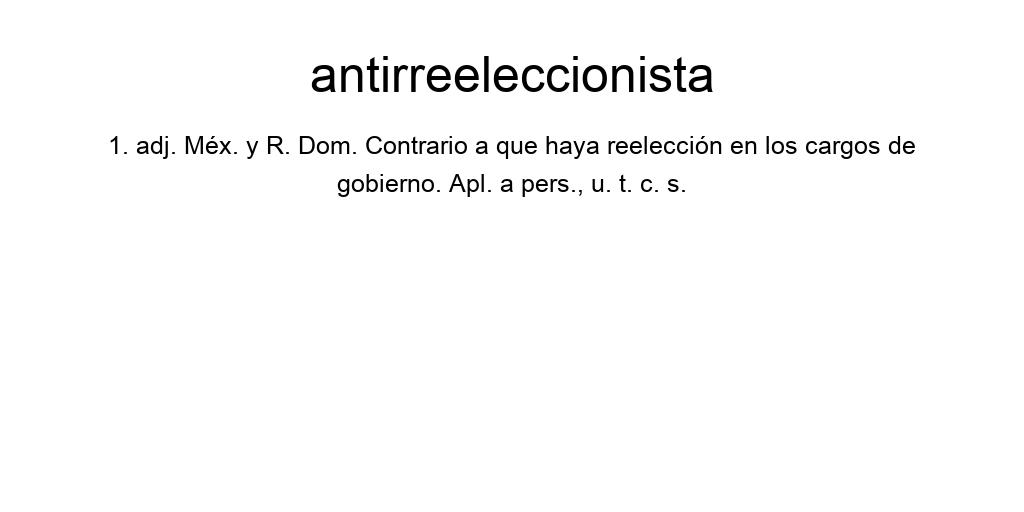 antirreeleccionista
1. adj. Méx. y R. Dom. Contrario a que haya reelección en los cargos de
gobierno. Apl. a pers., u. t. c. s.